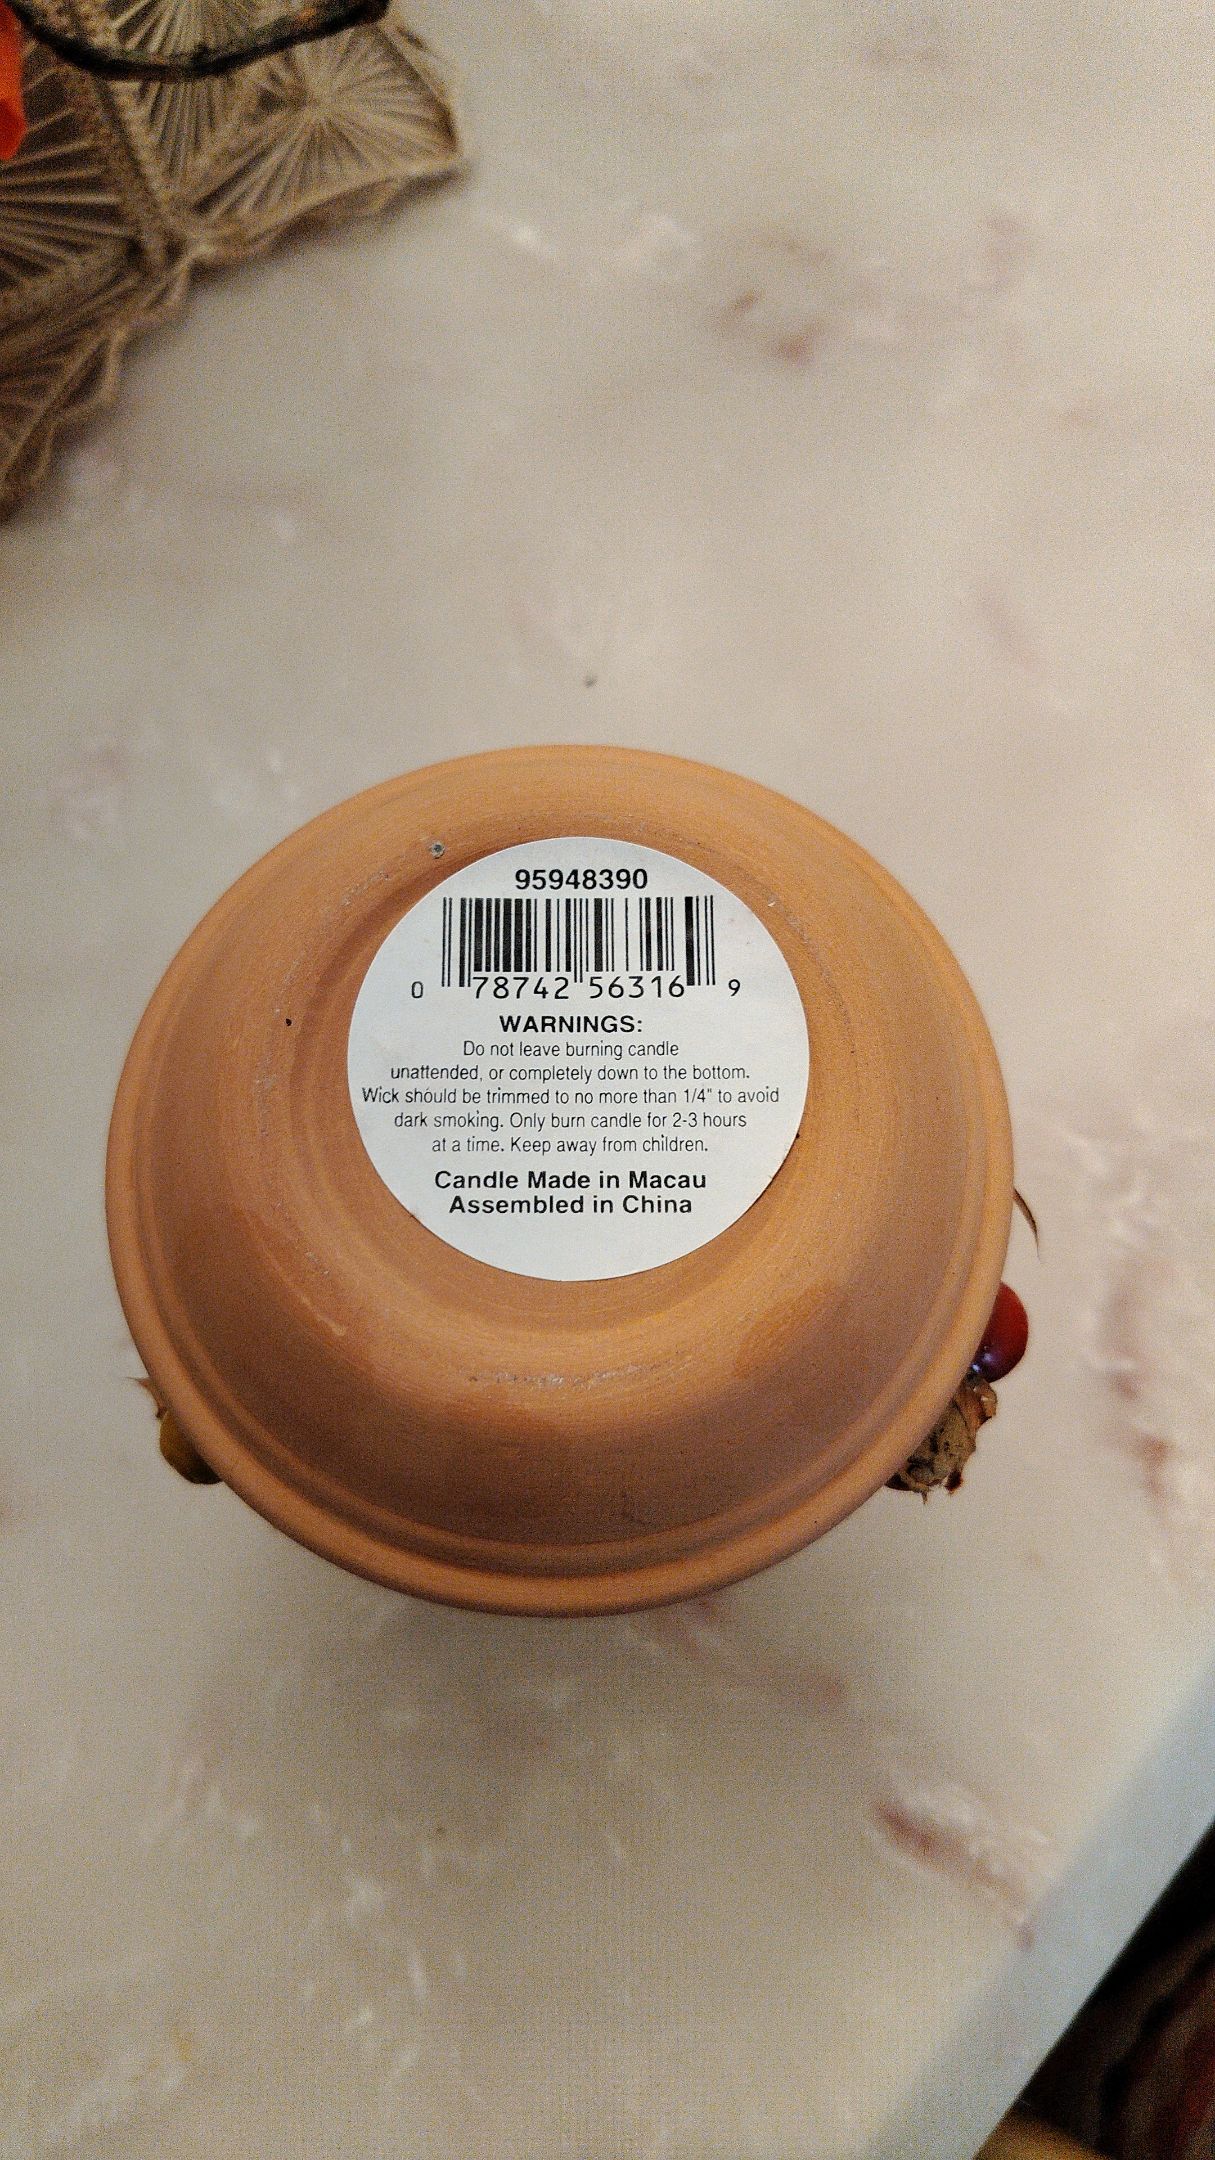 95948390
0 78742 56316 9
WARNINGS:
Do not leave burning candle
unattended, or completely down to the bottom.
Wick should be trimmed to no more than 1/4" to avoid
dark smoking. Only burn candle for 2-3 hours
at a time. Keep away from children.
Candle Made in Macau
Assembled in China